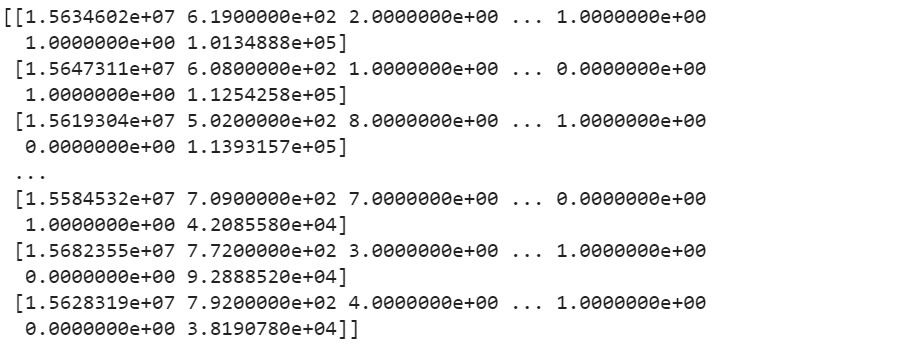 [[1.5634602e+07 6.1900000e+02 2.0000000e+00 ... 1.0000000e+00
  1.0000000e+00 1.0134888e+05]
 [1.5647311e+07 6.0800000e+02 1.0000000e+00 ... 0.0000000e+00
  1.0000000e+00 1.1254258e+05]
 [1.5619304e+07 5.0200000e+02 8.0000000e+00 ... 1.0000000e+00
  0.0000000e+00 1.1393157e+05]
 ...
 [1.5584532e+07 7.0900000e+02 7.0000000e+00 ... 0.0000000e+00
  1.0000000e+00 4.2085580e+04]
 [1.5682355e+07 7.7200000e+02 3.0000000e+00 ... 1.0000000e+00
  0.0000000e+00 9.2888520e+04]
 [1.5628319e+07 7.9200000e+02 4.0000000e+00 ... 1.0000000e+00
  0.0000000e+00 3.8190780e+04]]